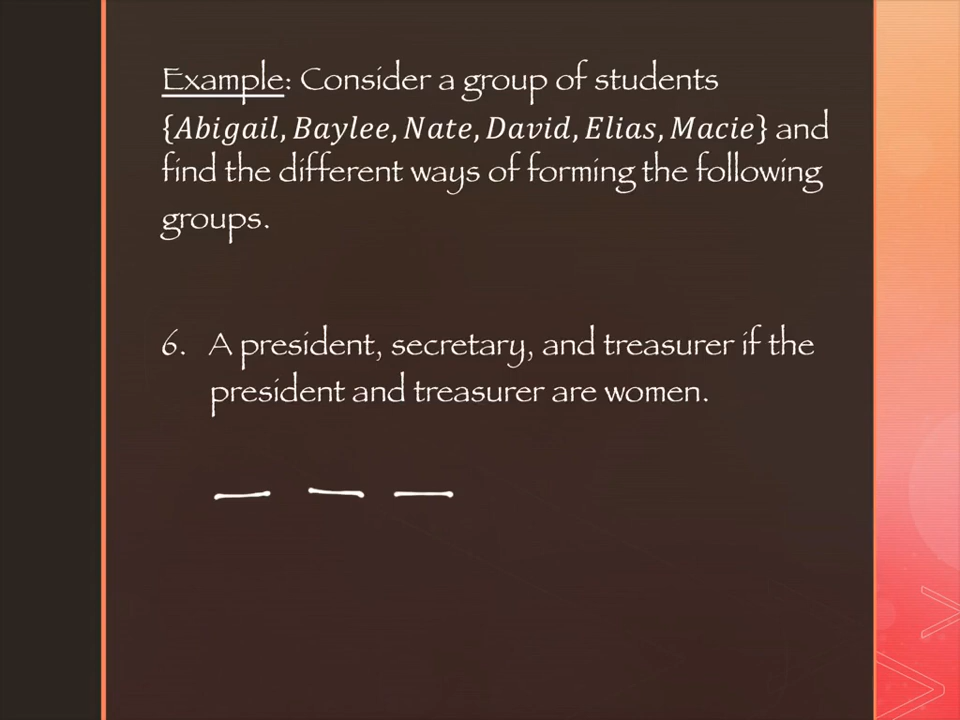 Example: Consider a group of students
{Abigail, Baylee, Nate, David, Elias, Macie} and
find the different ways of forming the following
groups.
6. A president, secretary, and treasurer if the
president and treasurer are women.